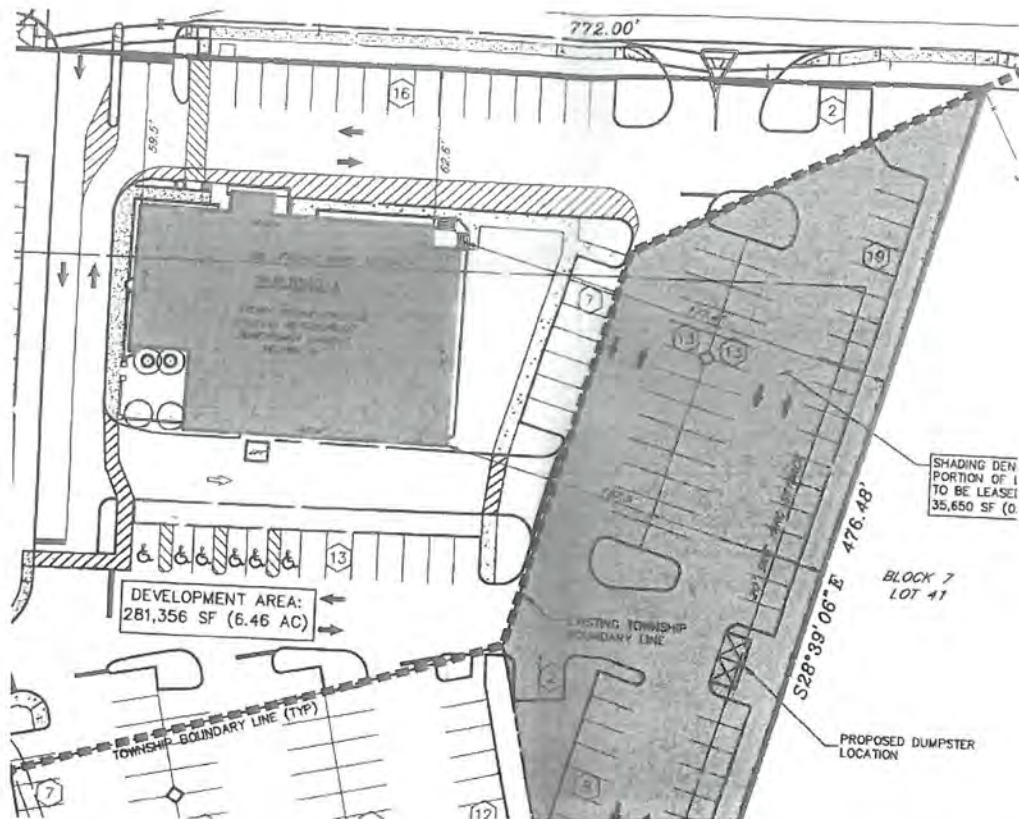 772.00'
16
2
59.5'
62.5'
19
7
13
13
SHADING DEN
PORTION OF
TO BE LEASED
35,650 SF (0.
S28°39'06"E 476.48'
BLOCK 7
LOT 41
13
DEVELOPMENT AREA:
281,356 SF (6.46 AC)
EXISTING TOWNSHIP
BOUNDARY LINE
2
TOWNSHIP BOUNDARY LINE (TYP)
PROPOSED DUMPSTER
LOCATION
7
12
8